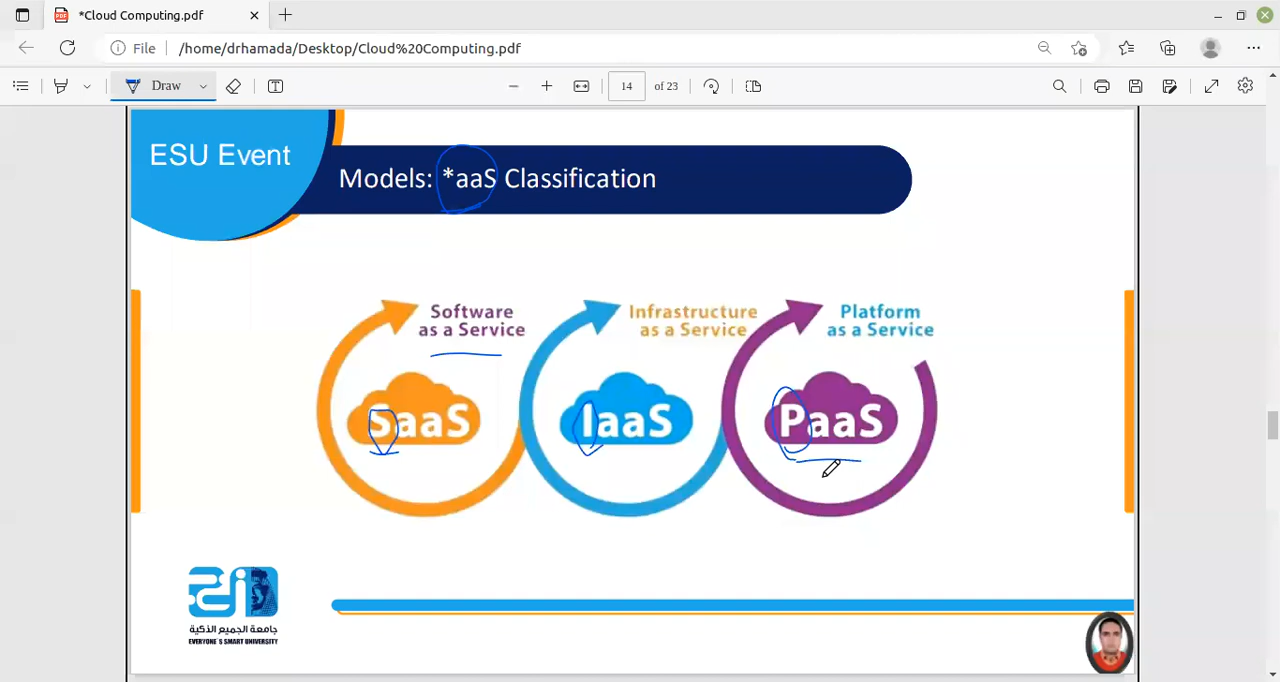 *Cloud Computing.pdf
File
/home/drhamada/Desktop/Cloud%20Computing.pdf
Draw
14 of 23
ESU Event
Models: *aaS Classification
Software
as a Service
Infrastructure
as a Service
Platform
as a Service
SaaS
IaaS
PaaS
جامعة الجميع الذكية
EVERYONE'S SMART UNIVERSITY